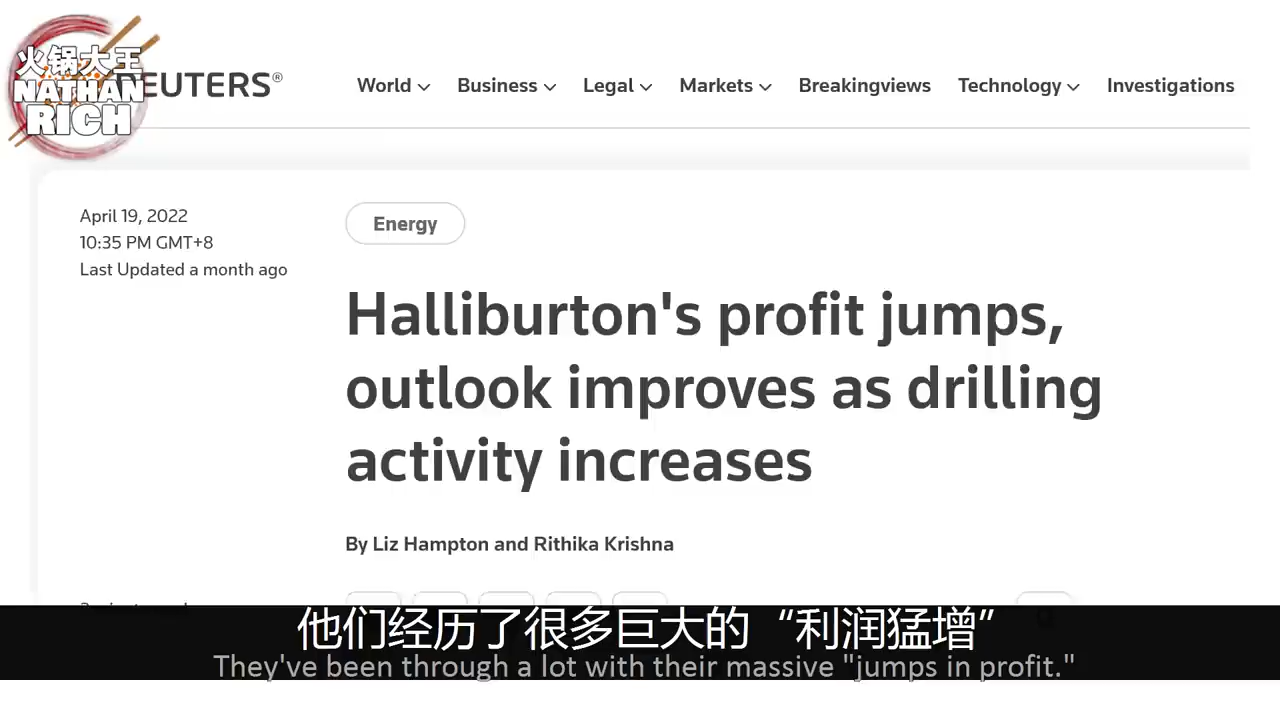 火锅大王
NATHAN
RICH
REUTERS®
World Business Legal Markets Breakingviews Technology Investigations
April 19, 2022
10:35 PM GMT+8
Last Updated a month ago
Energy
Halliburton's profit jumps,
outlook improves as drilling
activity increases
By Liz Hampton and Rithika Krishna
他们经历了很多巨大的“利润猛增”
They've been through a lot with their massive "jumps in profit."